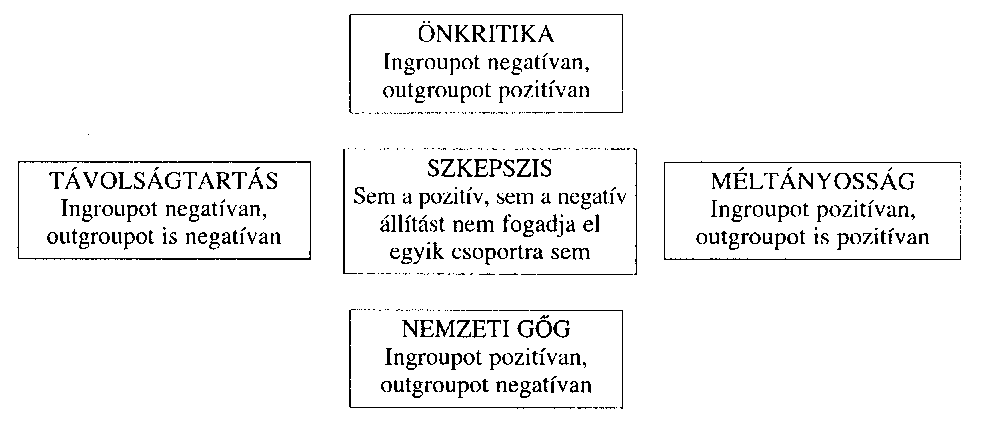 ÖNKRITIKA
Ingroupot negatívan,
outgroupot pozitívan
TÁVOLSÁGTARTÁS
Ingroupot negatívan,
outgroupot is negatívan
SZKEPSZIS
Sem a pozitív, sem a negatív
állítást nem fogadja el
egyik csoportra sem
MÉLTÁNYOSSÁG
Ingroupot pozitívan,
outgroupot is pozitívan
NEMZETI GŐG
Ingroupot pozitívan,
outgroupot negatívan